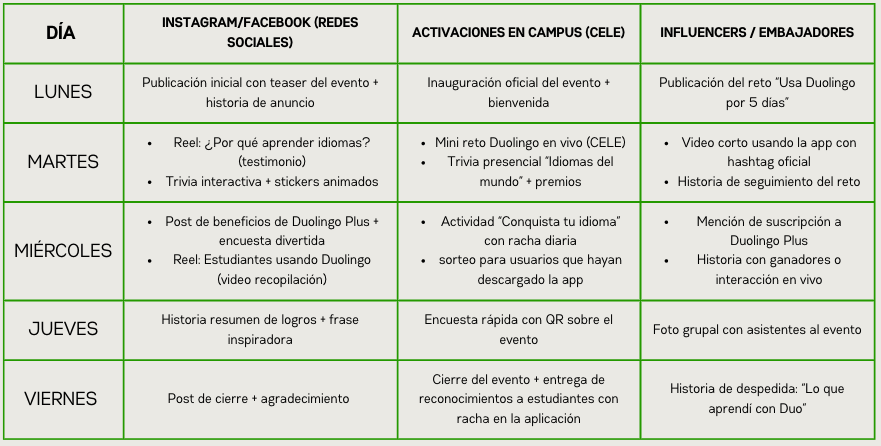 DÍA
INSTAGRAM/FACEBOOK (REDES
SOCIALES)
ACTIVACIONES EN CAMPUS (CELE)
INFLUENCERS / EMBAJADORES
LUNES
Publicación inicial con teaser del evento +
historia de anuncio
Inauguración oficial del evento +
bienvenida
Publicación del reto “Usa Duolingo
por 5 días”
MARTES
• Reel: ¿Por qué aprender idiomas?
(testimonio)
• Trivia interactiva + stickers animados
• Mini reto Duolingo en vivo (CELE)
• Trivia presencial “Idiomas del
mundo” + premios
• Video corto usando la app con
hashtag oficial
• Historia de seguimiento del reto
MIÉRCOLES
• Post de beneficios de Duolingo Plus +
encuesta divertida
• Reel: Estudiantes usando Duolingo
(video recopilación)
• Actividad “Conquista tu idioma”
con racha diaria
• sorteo para usuarios que hayan
descargado la app
• Mención de suscripción a
Duolingo Plus
• Historia con ganadores o
interacción en vivo
JUEVES
Historia resumen de logros + frase
inspiradora
Encuesta rápida con QR sobre el
evento
Foto grupal con asistentes al evento
VIERNES
Post de cierre + agradecimiento
Cierre del evento + entrega de
reconocimientos a estudiantes con
racha en la aplicación
Historia de despedida: “Lo que
aprendí con Duo”